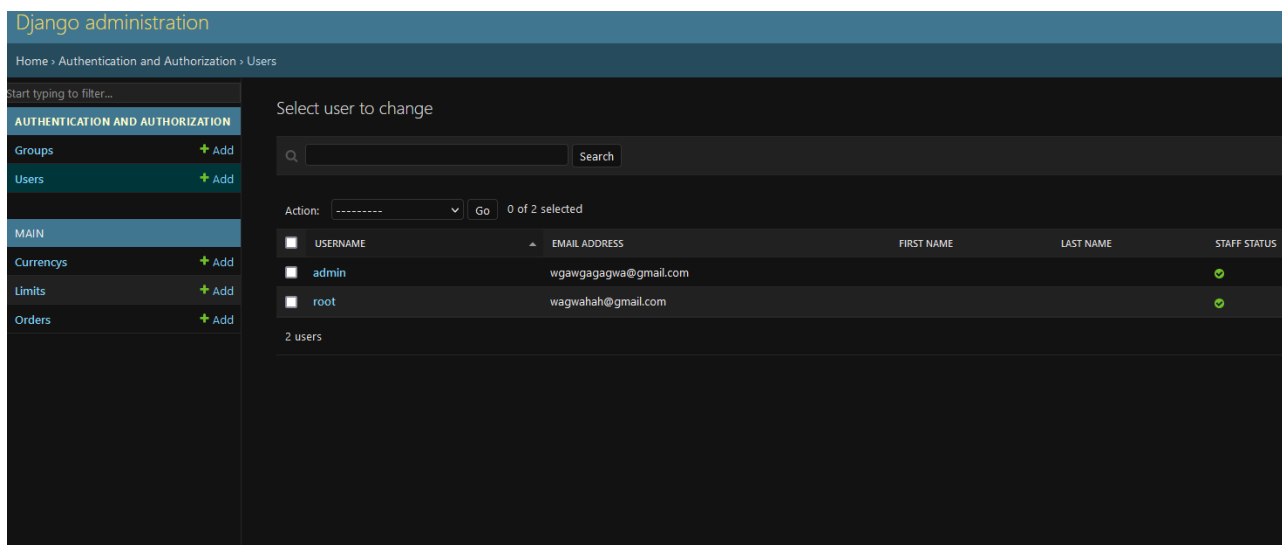 Django administration
Home › Authentication and Authorization › Users
Start typing to filter...
AUTHENTICATION AND AUTHORIZATION
Groups + Add
Users + Add
MAIN
Currencys + Add
Limits + Add
Orders + Add
Select user to change
Search
Action: --------- Go 0 of 2 selected
USERNAME EMAIL ADDRESS FIRST NAME LAST NAME STAFF STATUS
admin wgawgagagwa@gmail.com
root wagwahah@gmail.com
2 users